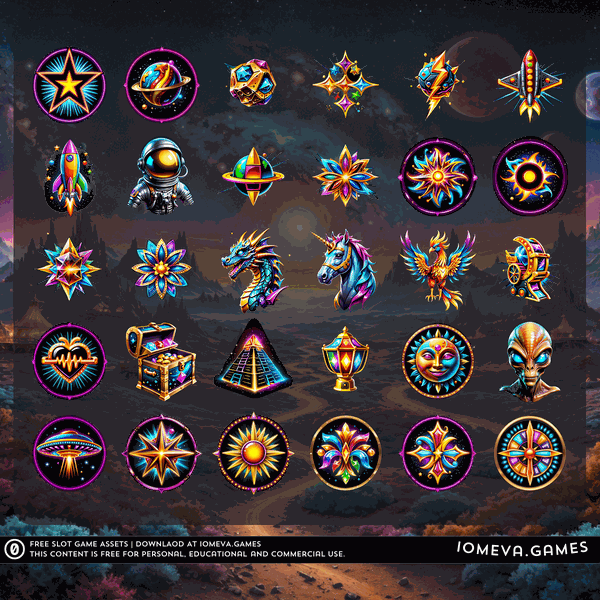 FREE SLOT GAME ASSETS | DOWNLAOD AT IOMEVA.GAMES
THIS CONTENT IS FREE FOR PERSONAL, EDUCATIONAL AND COMMERCIAL USE.
IOMEVA.GAMES